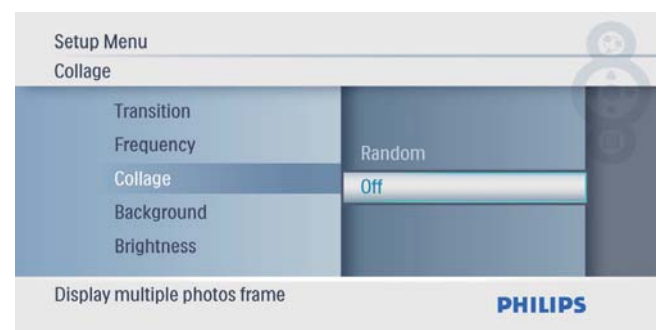 Setup Menu
Collage
Transition
Frequency
Collage
Background
Brightness
Random
Off
Display multiple photos frame
PHILIPS